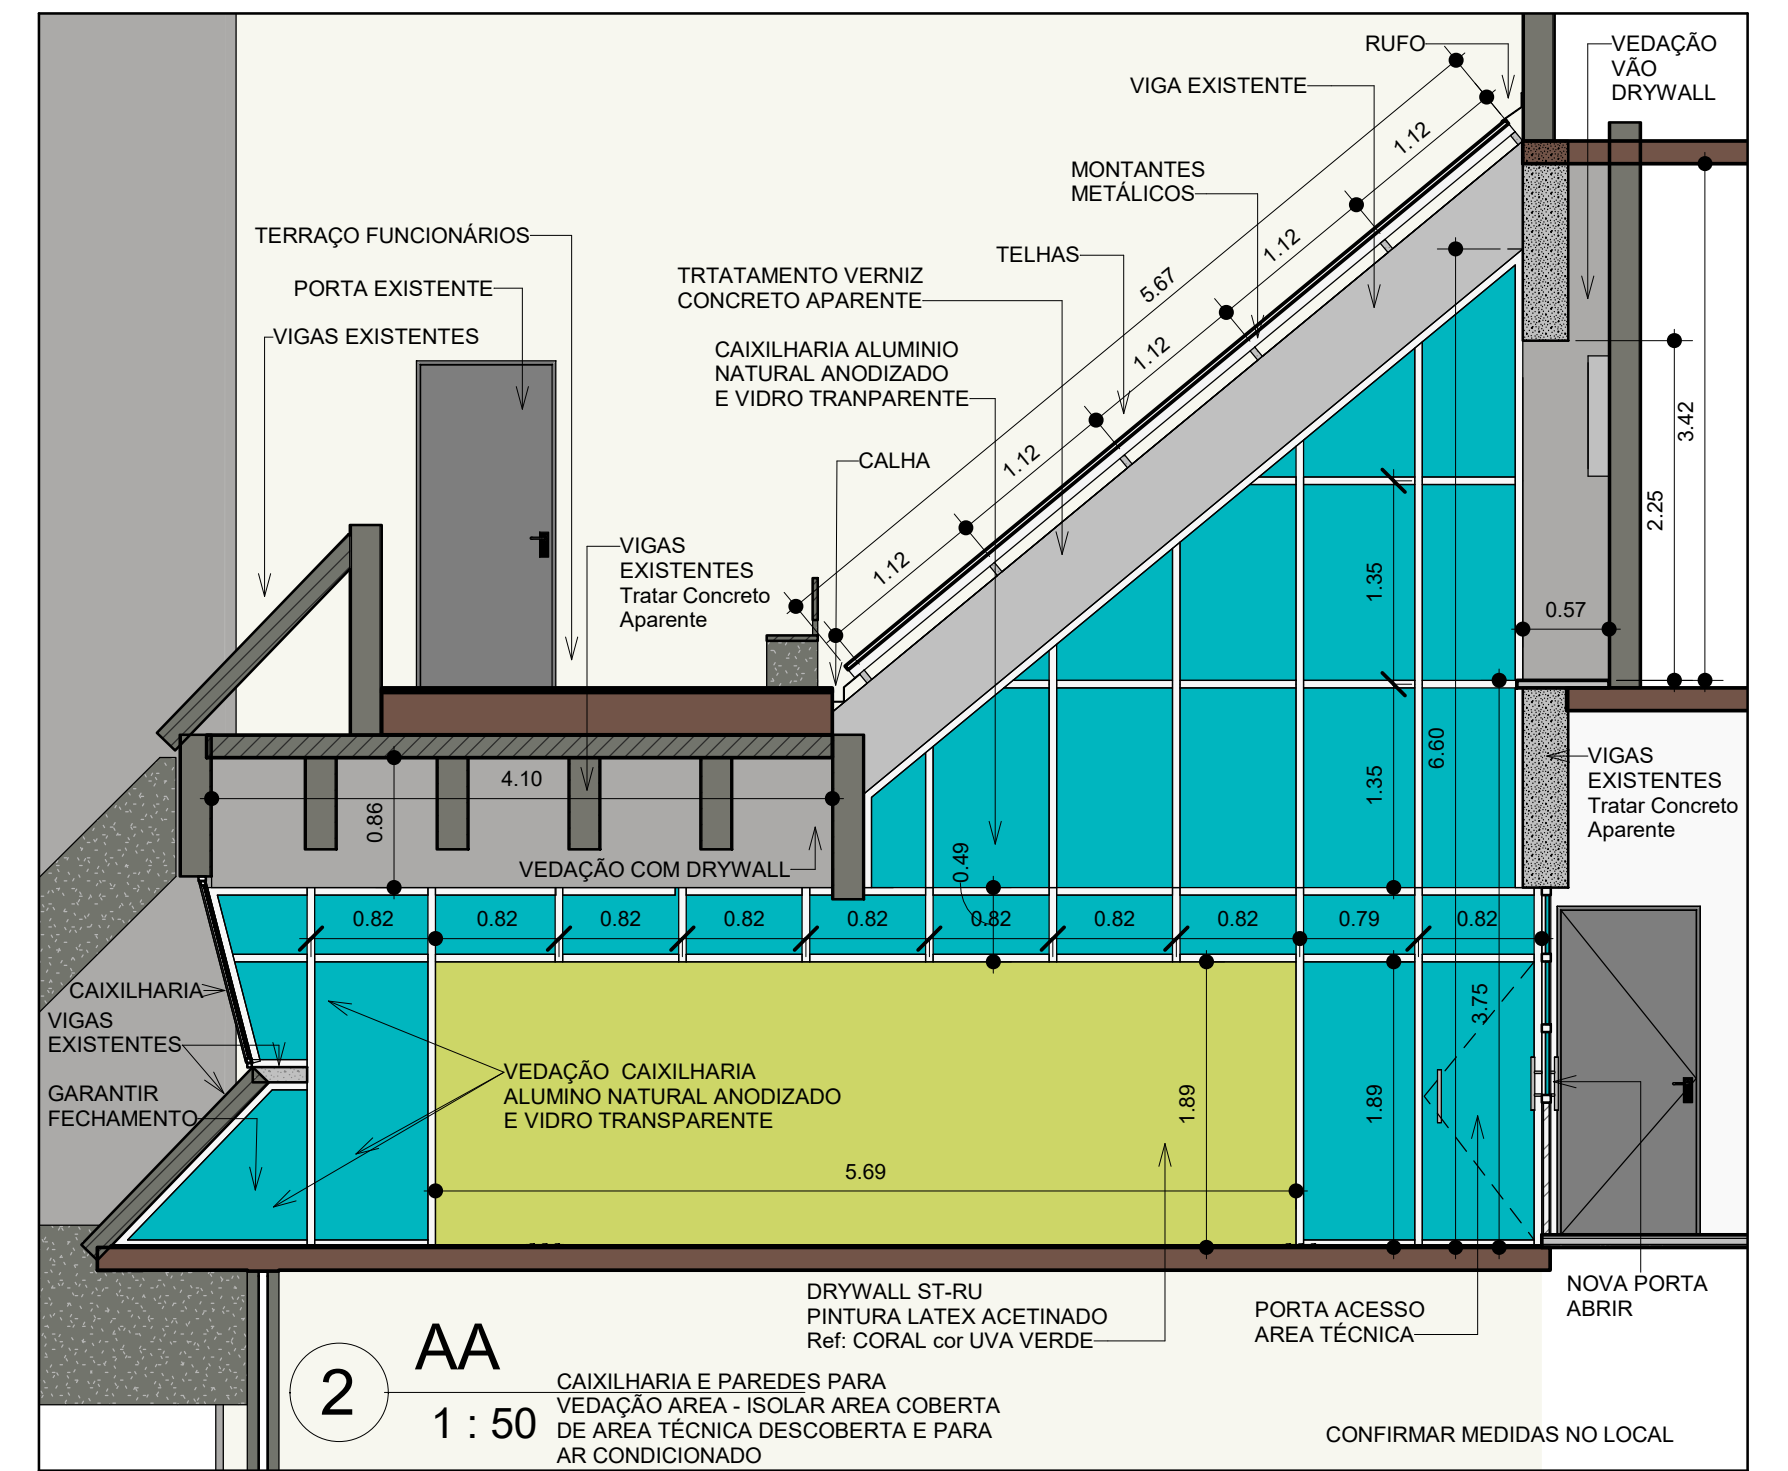 RUFO
VEDAÇÃO
VÃO
DRYWALL
VIGA EXISTENTE
1.12
MONTANTES
METÁLICOS
TERRAÇO FUNCIONÁRIOS
TELHAS
1.12
TRTATAMENTO VERNIZ
CONCRETO APARENTE
5.67
PORTA EXISTENTE
VIGAS EXISTENTES
CAIXILHARIA ALUMINIO
NATURAL ANODIZADO
E VIDRO TRANPARENTE
1.12
3.42
CALHA
1.12
2.25
VIGAS
EXISTENTES
Tratar Concreto
Aparente
1.12
1.35
0.57
6.60
VIGAS
EXISTENTES
Tratar Concreto
Aparente
4.10
1.35
0.86
VEDAÇÃO COM DRYWALL
0.49
0.82
0.82
0.82
0.82
0.82
0.82
0.82
0.82
0.79
0.82
CAIXILHARIA
3.75
VIGAS
EXISTENTES
VEDAÇÃO CAIXILHARIA
ALUMINO NATURAL ANODIZADO
E VIDRO TRANSPARENTE
GARANTIR
FECHAMENTO
1.89
1.89
5.69
DRYWALL ST-RU
PINTURA LATEX ACETINADO
Ref: CORAL cor UVA VERDE
PORTA ACESSO
AREA TÉCNICA
NOVA PORTA
ABRIR
2
AA
1 : 50
CAIXILHARIA E PAREDES PARA
VEDAÇÃO AREA - ISOLAR AREA COBERTA
DE AREA TÉCNICA DESCOBERTA E PARA
AR CONDICIONADO
CONFIRMAR MEDIDAS NO LOCAL